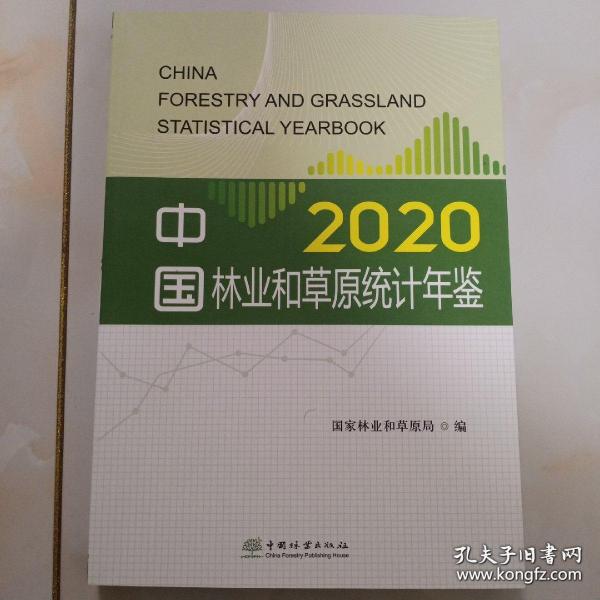 CHINA
FORESTRY AND GRASSLAND
STATISTICAL YEARBOOK
2020
中国林业和草原统计年鉴
国家林业和草原局 ◎ 编
中国林业出版社
China Forestry Publishing House
孔夫子旧书网
www.kongfz.com